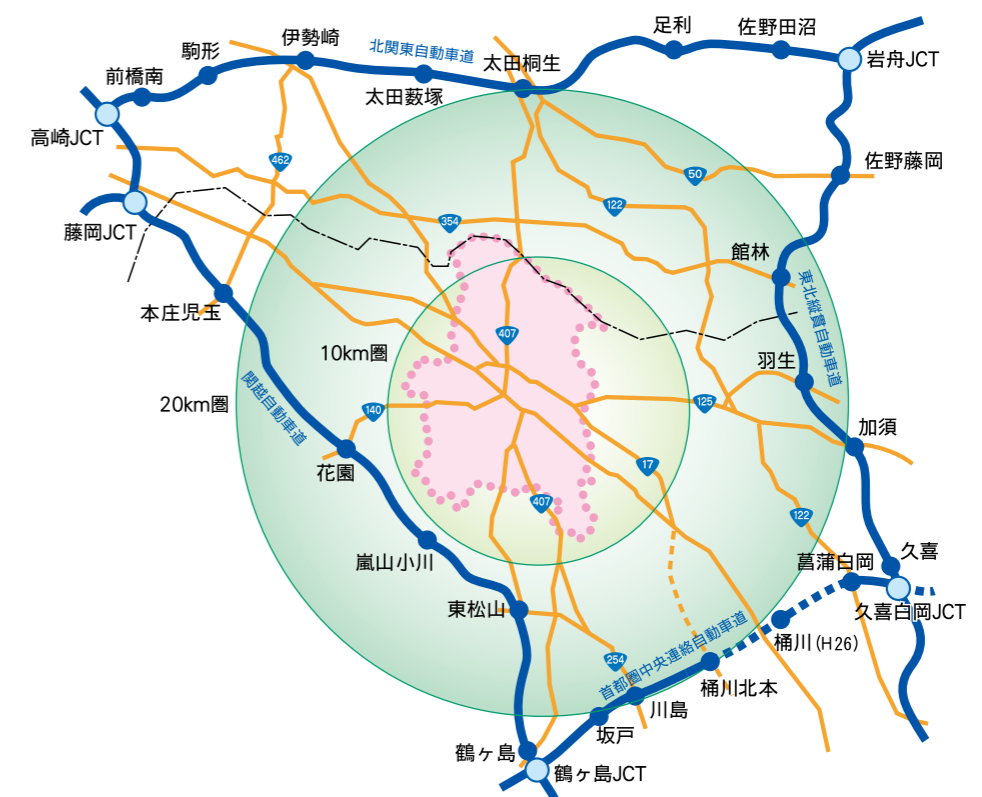 足利
佐野田沼
伊勢崎
北関東自動車道
駒形
太田桐生
岩舟JCT
前橋南
太田薮塚
高崎JCT
462
50
佐野藤岡
122
354
藤岡JCT
館林
東北縦貫自動車道
本庄児玉
407
10km圏
羽生
20km圏
関越自動車道
140
125
加須
花園
17
407
122
嵐山小川
菖蒲白岡
久喜
東松山
久喜白岡JCT
桶川(H26)
254
首都圏中央連絡自動車道
桶川北本
川島
坂戸
鶴ヶ島
鶴ヶ島JCT